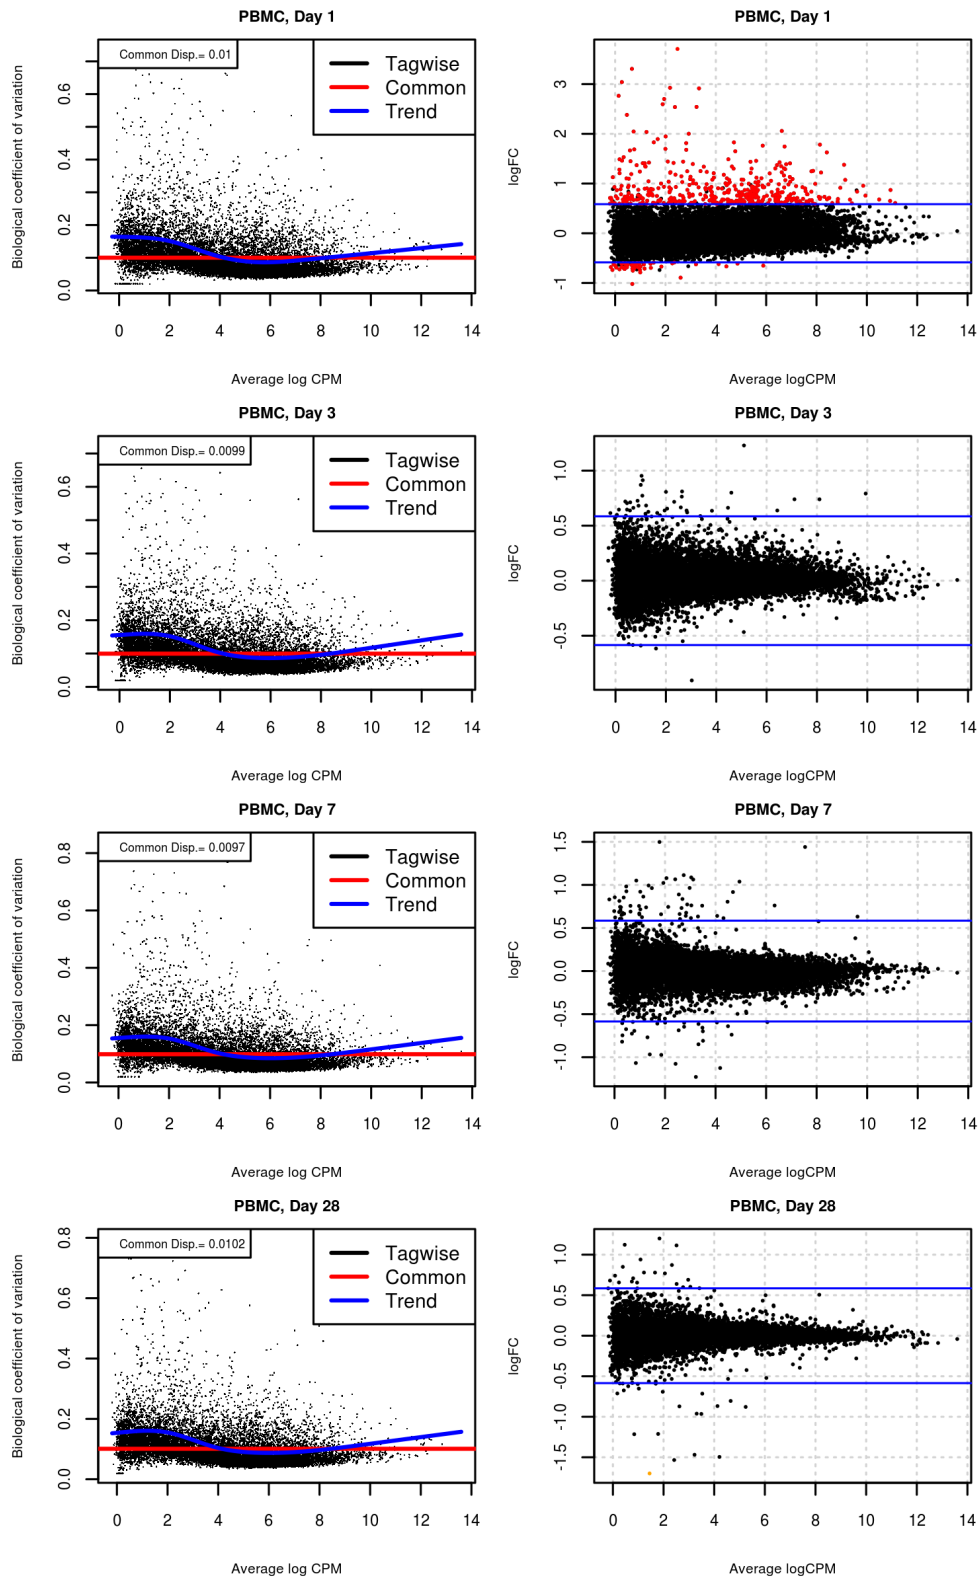 PBMC, Day 1
Common Disp.= 0.01
Tagwise
Common
Trend
Biological coefficient of variation
0.0 0.2 0.4 0.6
0 2 4 6 8 10 12 14
Average log CPM
PBMC, Day 1
logFC
-1 0 1 2 3
0 2 4 6 8 10 12 14
Average logCPM
PBMC, Day 3
Common Disp.= 0.0099
Tagwise
Common
Trend
Biological coefficient of variation
0.0 0.2 0.4 0.6
0 2 4 6 8 10 12 14
Average log CPM
PBMC, Day 3
logFC
-0.5 0.0 0.5 1.0
0 2 4 6 8 10 12 14
Average logCPM
PBMC, Day 7
Common Disp.= 0.0097
Tagwise
Common
Trend
Biological coefficient of variation
0.0 0.2 0.4 0.6 0.8
0 2 4 6 8 10 12 14
Average log CPM
PBMC, Day 7
logFC
-1.0 -0.5 0.0 0.5 1.0 1.5
0 2 4 6 8 10 12 14
Average logCPM
PBMC, Day 28
Common Disp.= 0.0102
Tagwise
Common
Trend
Biological coefficient of variation
0.0 0.2 0.4 0.6 0.8
0 2 4 6 8 10 12 14
Average log CPM
PBMC, Day 28
logFC
-1.5 -1.0 -0.5 0.0 0.5 1.0
0 2 4 6 8 10 12 14
Average logCPM